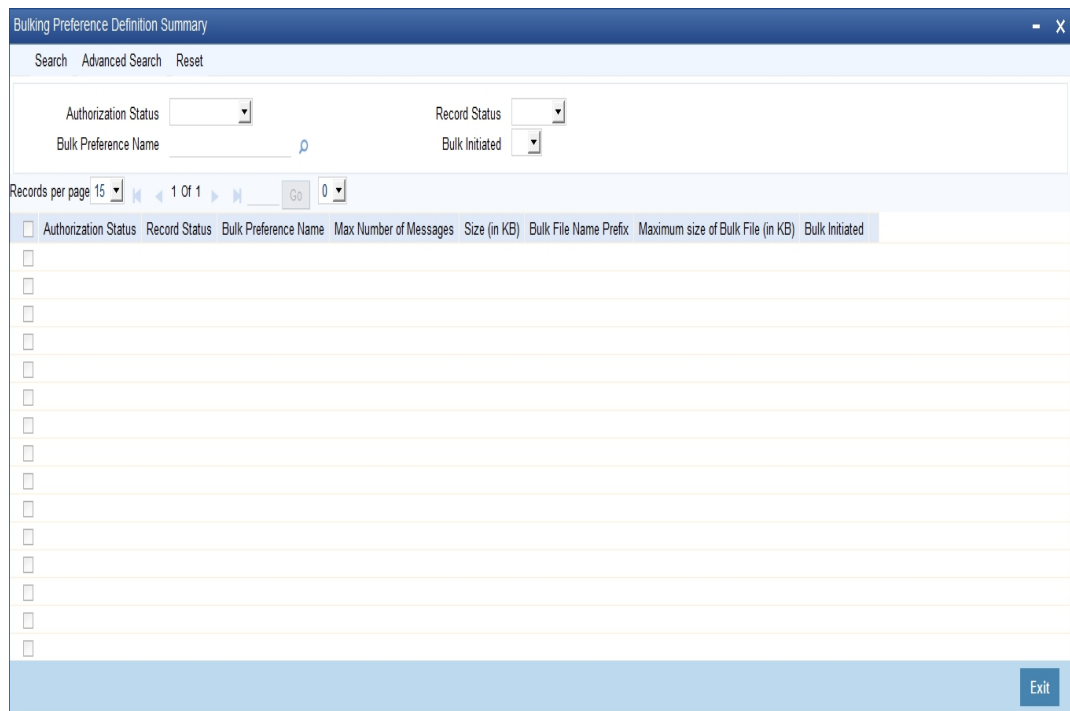 Bulking Preference Definition Summary
Search Advanced Search Reset
Authorization Status Record Status
Bulk Preference Name Bulk Initiated
Records per page 15 1 Of 1 Go 0
Authorization Status Record Status Bulk Preference Name Max Number of Messages Size (in KB) Bulk File Name Prefix Maximum size of Bulk File (in KB) Bulk Initiated
Exit